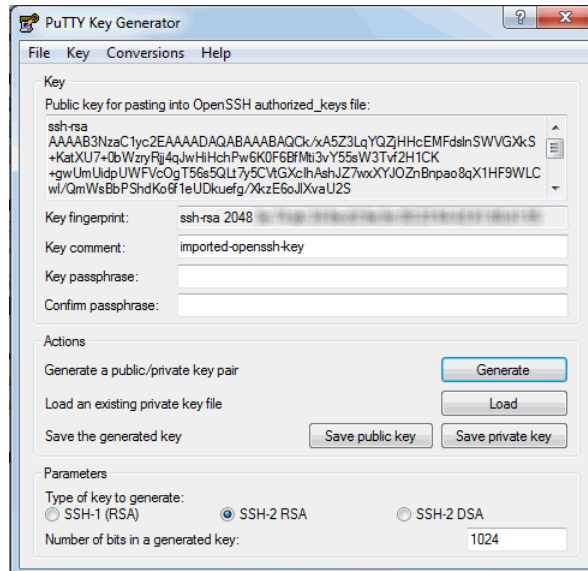 PuTTY Key Generator
File Key Conversions Help
Key
Public key for pasting into OpenSSH authorized_keys file:
ssh-rsa
AAAAB3NzaC1yc2EAAAADAQABAAABAQCk/xA5Z3LqYQZjHHcEMFdslnSWVGXkS
+KatXU7+0bWzryRjj4qJwHiHchPw6K0F6BfMti3vY55sW3Tvf2H1CK
+gwUmUidpUWFVcOgT56s5QLt7y5CVtGXclhAshJZ7wxXYJOZnBnpao8qX1HF9WLC
wl/QmWsBbPShdKo6f1eUDkuefg/XkzE6oJlXvaU2S
Key fingerprint: ssh-rsa 2048
Key comment: imported-openssh-key
Key passphrase:
Confirm passphrase:
Actions
Generate a public/private key pair Generate
Load an existing private key file Load
Save the generated key Save public key Save private key
Parameters
Type of key to generate:
SSH-1 (RSA) SSH-2 RSA SSH-2 DSA
Number of bits in a generated key: 1024